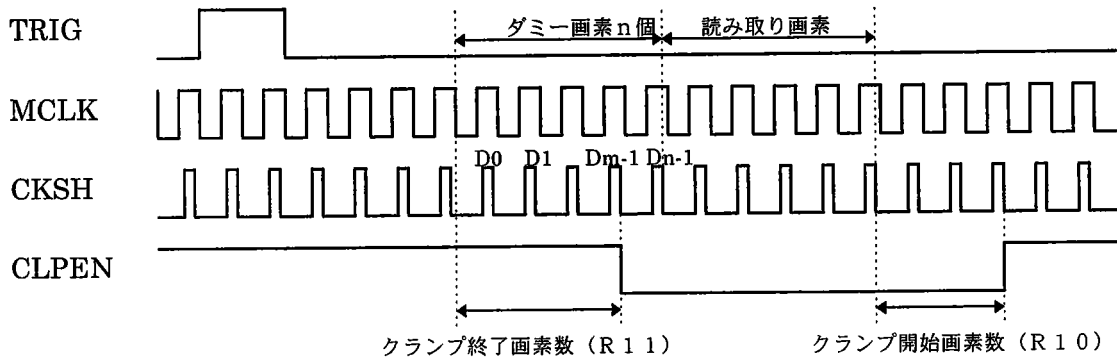 TRIG
ダミー画素n個
読み取り画素
MCLK
D0 D1 Dm-1 Dn-1
CKSH
CLPEN
クランプ終了画素数（R11）
クランプ開始画素数（R10）